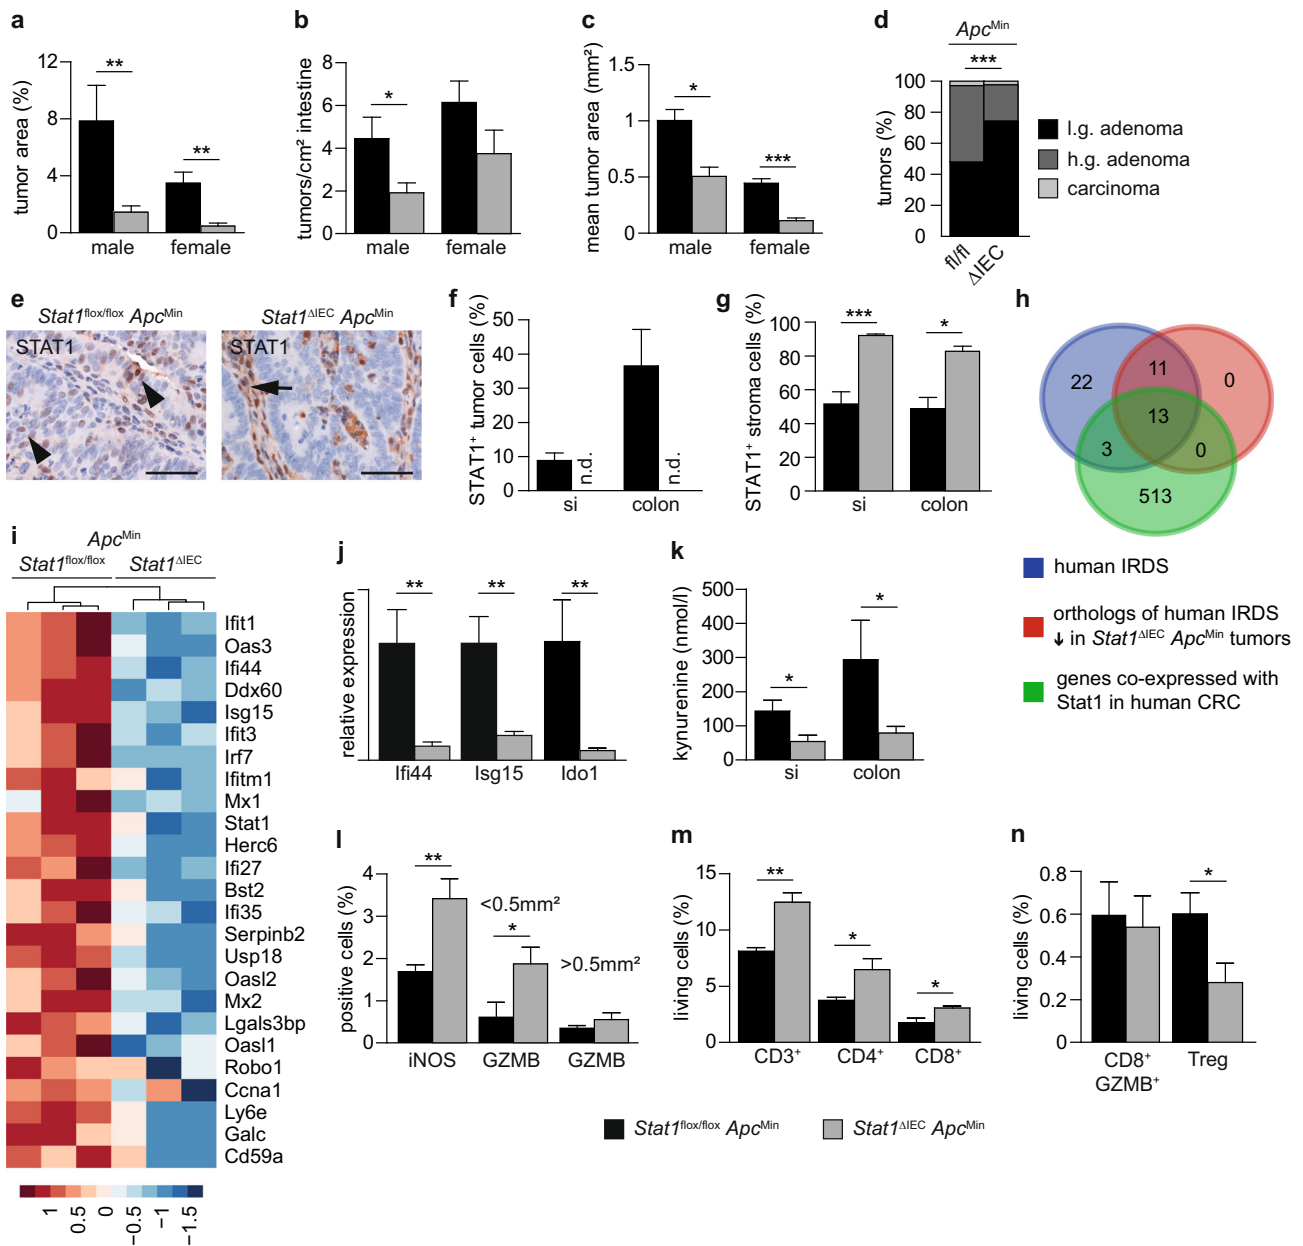 a
tumor area (%)
12
8
4
0
**
**
male
female
b
tumors/cm² intestine
8
6
4
2
0
*
male
female
c
mean tumor area (mm²)
1.5
1
0.5
0
*
***
male
female
d
ApcMin
***
tumors (%)
100
80
60
40
20
0
fl/fl
ΔIEC
l.g. adenoma
h.g. adenoma
carcinoma
e
Stat1flox/flox ApcMin
Stat1ΔIEC ApcMin
STAT1
STAT1
f
STAT1+ tumor cells (%)
50
40
30
20
10
0
n.d.
n.d.
si
colon
g
STAT1+ stroma cells (%)
100
80
60
40
20
0
***
*
si
colon
h
22
11
0
13
3
0
513
human IRDS
orthologs of human IRDS
↓ in Stat1ΔIEC ApcMin tumors
genes co-expressed with
Stat1 in human CRC
i
ApcMin
Stat1flox/flox
Stat1ΔIEC
Ifit1
Oas3
Ifi44
Ddx60
Isg15
Ifit3
Irf7
Ifitm1
Mx1
Stat1
Herc6
Ifi27
Bst2
Ifi35
Serpinb2
Usp18
Oasl2
Mx2
Lgals3bp
Oasl1
Robo1
Ccna1
Ly6e
Galc
Cd59a
1
0.5
0
−0.5
−1
−1.5
j
relative expression
**
**
**
Ifi44
Isg15
Ido1
k
kynurenine (nmol/l)
500
400
300
200
100
0
*
*
si
colon
l
positive cells (%)
4
3
2
1
0
**
<0.5mm²
*
>0.5mm²
iNOS
GZMB
GZMB
m
living cells (%)
15
10
5
0
**
*
*
CD3+
CD4+
CD8+
n
living cells (%)
0.8
0.6
0.4
0.2
0
*
CD8+
GZMB+
Treg
Stat1flox/flox ApcMin
Stat1ΔIEC ApcMin